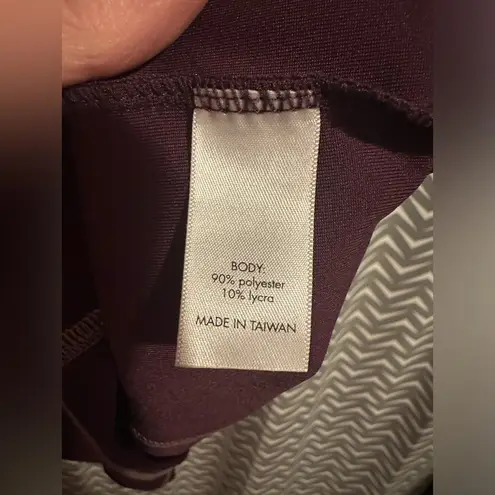 BODY:
90% polyester
10% lycra
MADE IN TAIWAN